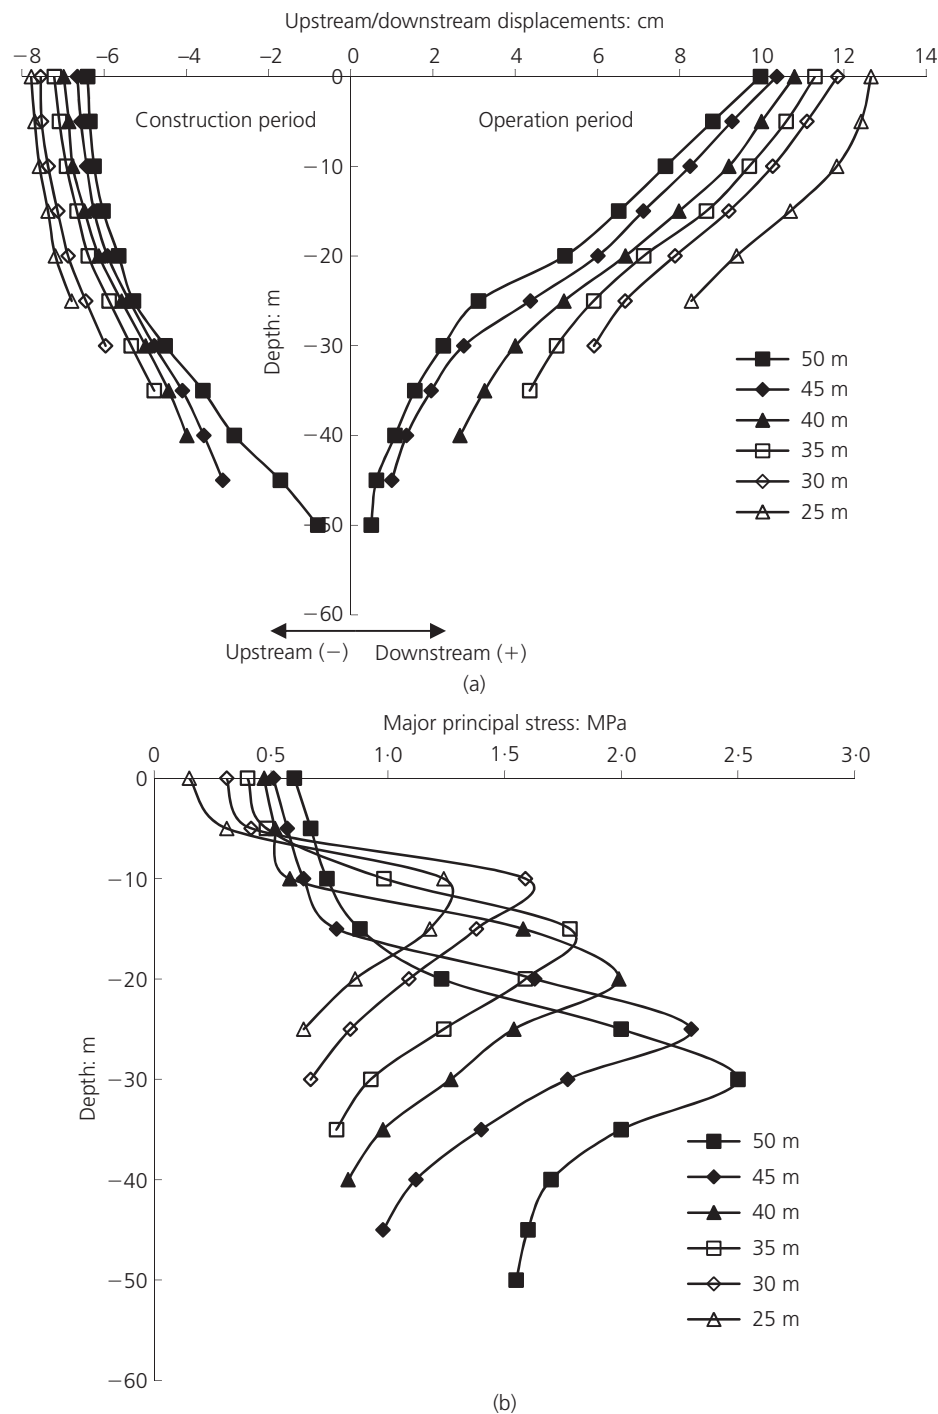 Upstream/downstream displacements: cm
−8 −6 −4 −2 0 2 4 6 8 10 12 14
0
Construction period Operation period
−10
−20
−30
−40
−50
−60
Depth: m
50 m
45 m
40 m
35 m
30 m
25 m
Upstream (−) Downstream (+)
(a)
Major principal stress: MPa
0 0·5 1·0 1·5 2·0 2·5 3·0
0
−10
−20
−30
−40
−50
−60
Depth: m
50 m
45 m
40 m
35 m
30 m
25 m
(b)